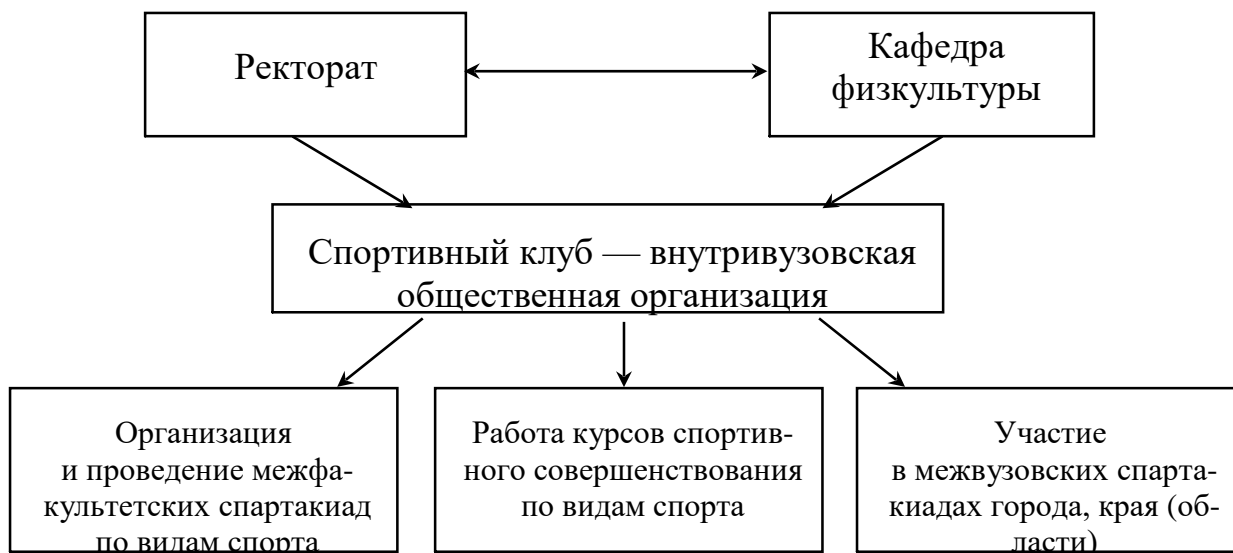 Ректорат
Кафедра
физкультуры
Спортивный клуб — внутривузовская
общественная организация
Организация
и проведение межфа-
культетских спартакиад
по видам спорта
Работа курсов спортив-
ного совершенствования
по видам спорта
Участие
в межвузовских спарта-
киадах города, края (об-
ласти)